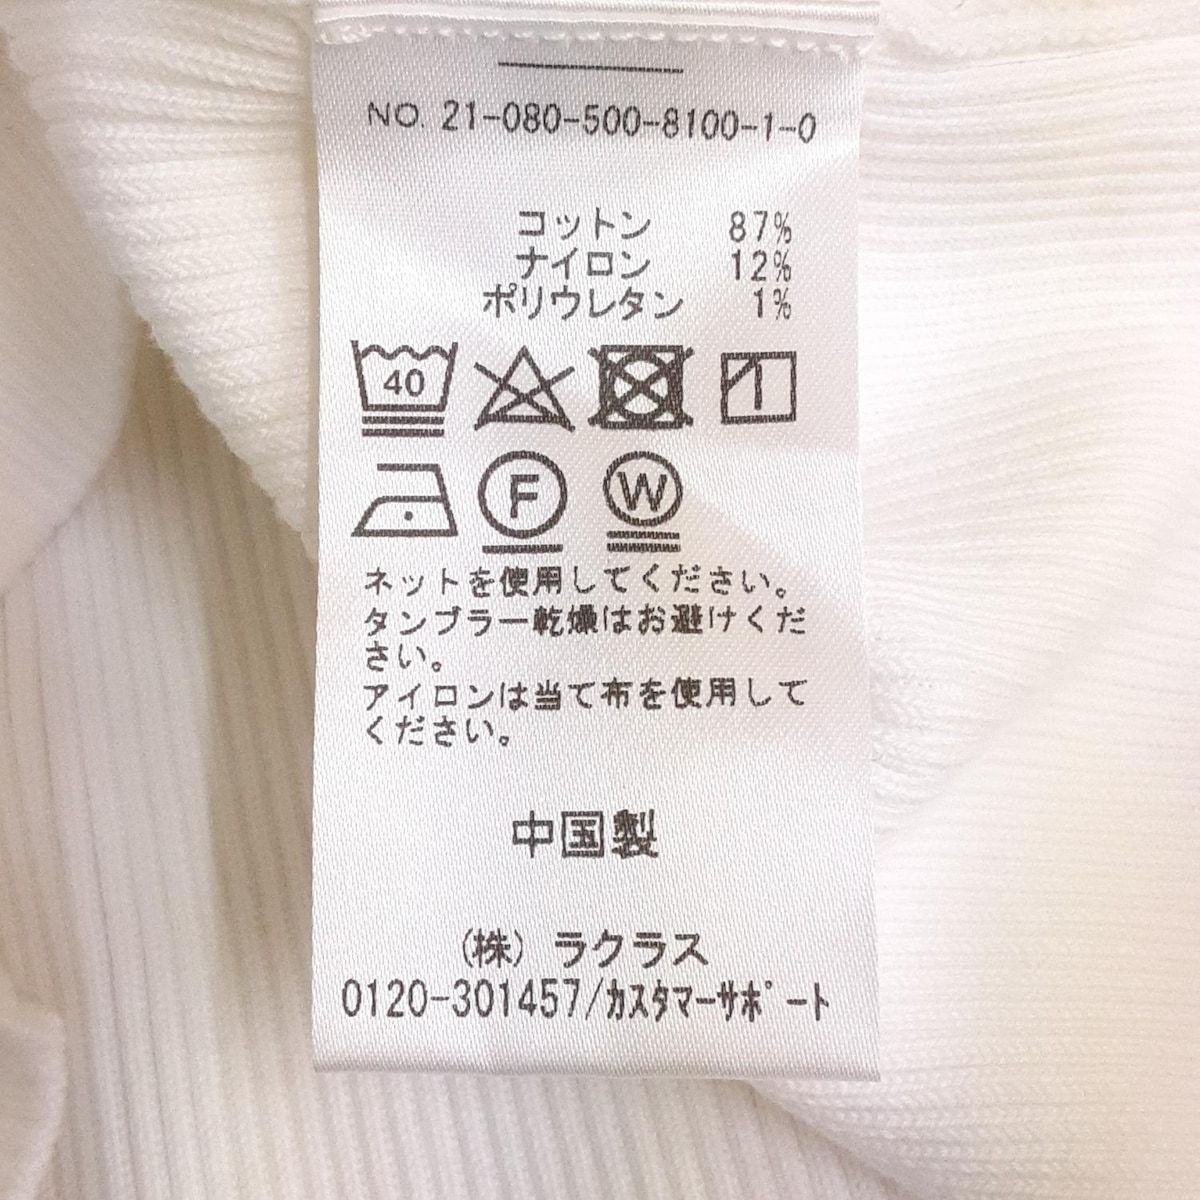 NO. 21-080-500-8100-1-0
コットン 87%
ナイロン 12%
ポリウレタン 1%
40
F W
ネットを使用してください。
タンブラー乾燥はお避けくだ
さい。
アイロンは当て布を使用して
ください。
中国製
(株) ラクラス
0120-301457/ｶｽﾀﾏｰｻﾎﾟｰﾄ